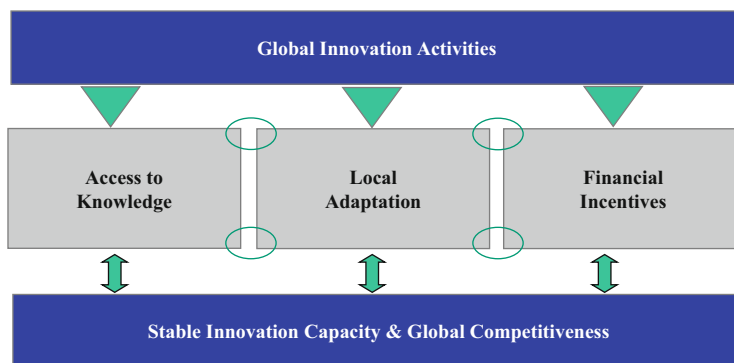 Global Innovation Activities
Access to
Knowledge
Local
Adaptation
Financial
Incentives
Stable Innovation Capacity & Global Competitiveness